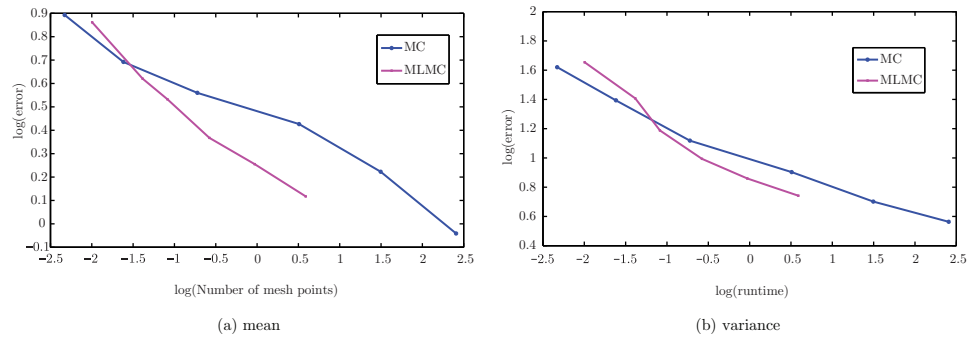 0.9
0.8
0.7
0.6
0.5
0.4
0.3
0.2
0.1
0
−0.1
log(error)
MC
MLMC
−2.5 −2 −1.5 −1 −0.5 0 0.5 1 1.5 2 2.5
log(Number of mesh points)
(a) mean
2
1.8
1.6
1.4
1.2
1
0.8
0.6
0.4
log(error)
MC
MLMC
−2.5 −2 −1.5 −1 −0.5 0 0.5 1 1.5 2 2.5
log(runtime)
(b) variance